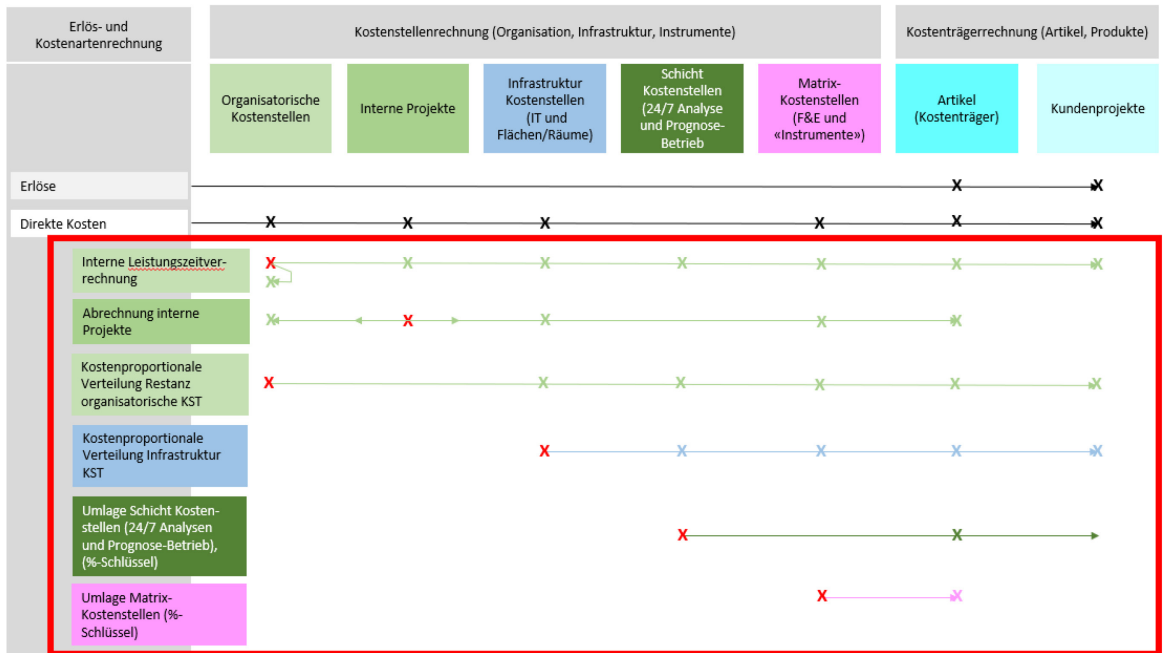 Erlös- und
Kostenartenrechnung
Kostenstellenrechnung (Organisation, Infrastruktur, Instrumente)
Kostenträgerrechnung (Artikel, Produkte)
Organisatorische
Kostenstellen
Interne Projekte
Infrastruktur
Kostenstellen
(IT und
Flächen/Räume)
Schicht
Kostenstellen
(24/7 Analyse
und Prognose-
Betrieb
Matrix-
Kostenstellen
(F&E und
«Instrumente»)
Artikel
(Kostenträger)
Kundenprojekte
Erlöse
X X
Direkte Kosten
X X X X X X
Interne Leistungszeitver-
rechnung
X X X X X X X
X
Abrechnung interne
Projekte
X X X X X
Kostenproportionale
Verteilung Restanz
organisatorische KST
X X X X X X
Kostenproportionale
Verteilung Infrastruktur
KST
X X X X X
Umlage Schicht Kosten-
stellen (24/7 Analysen
und Prognose-Betrieb),
(%-Schlüssel)
X X
Umlage Matrix-
Kostenstellen (%-
Schlüssel)
X X